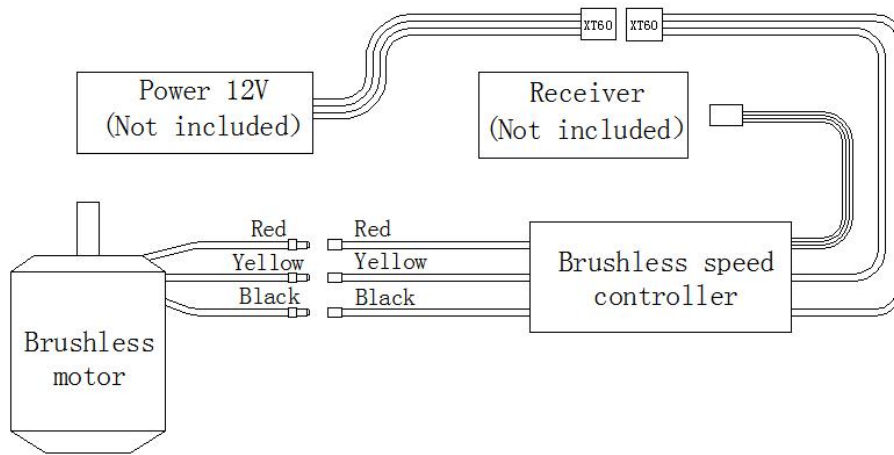 XT60 XT60
Power 12V
(Not included)
Receiver
(Not included)
Red Red
Yellow Yellow
Black Black
Brushless speed
controller
Brushless
motor